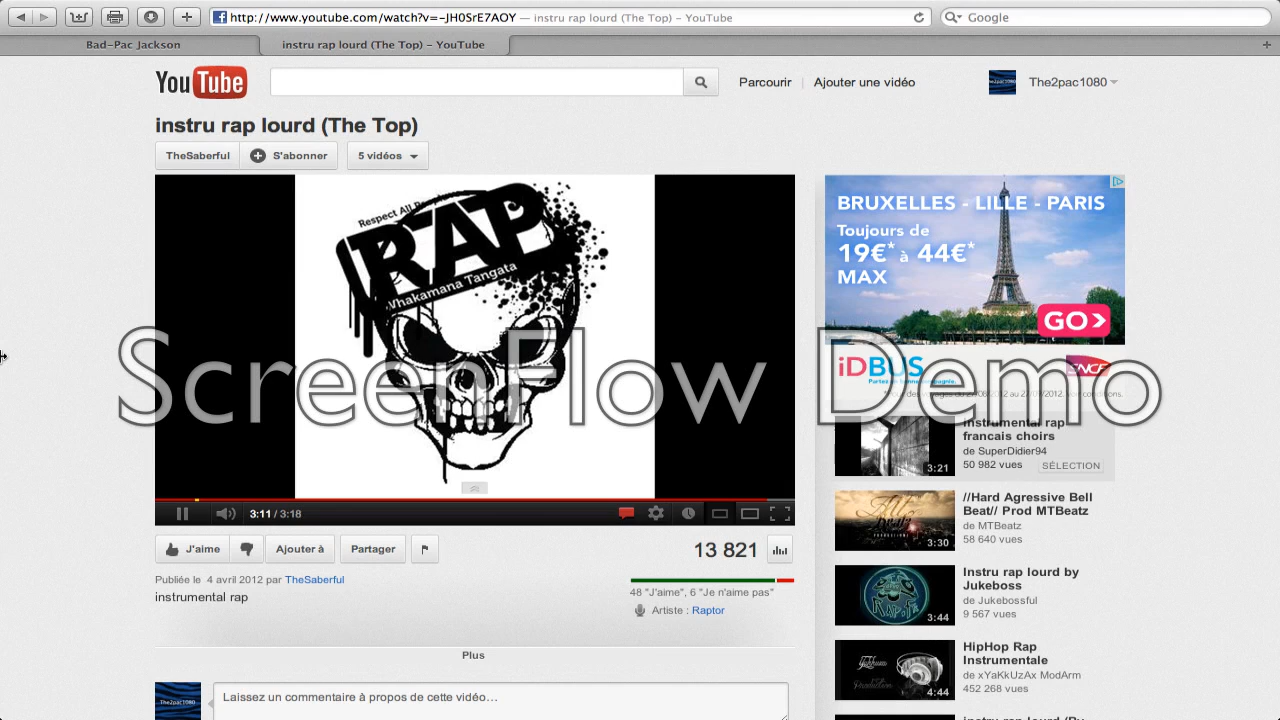 http://www.youtube.com/watch?v=-JH0SrE7AOY — instru rap lourd (The Top) – YouTube
Google
Bad-Pac Jackson
instru rap lourd (The Top) – YouTube
YouTube
Parcourir
Ajouter une vidéo
The2pac1080
instru rap lourd (The Top)
TheSaberful
S'abonner
5 vidéos
Respect All
RAP
Whakamana Tangata
3:11 / 3:18
BRUXELLES - LILLE - PARIS
Toujours de
19€* à 44€*
MAX
GO
iDBUS
SNCF
ScreenFlow Demo
J'aime
Ajouter à
Partager
13 821
Publiée le 4 avril 2012 par TheSaberful
instrumental rap
48 "J'aime", 6 "Je n'aime pas"
Artiste : Raptor
Plus
The2pac1080
Laissez un commentaire à propos de cette vidéo…
instrumental rap
francais choirs
de SuperDidier94
50 982 vues
SÉLECTION
3:21
//Hard Agressive Bell
Beat// Prod MTBeatz
de MTBeatz
58 640 vues
3:30
Instru rap lourd by
Jukeboss
de Jukebossful
9 567 vues
3:44
HipHop Rap
Instrumentale
de xYaKkUzAx ModArm
452 268 vues
4:44